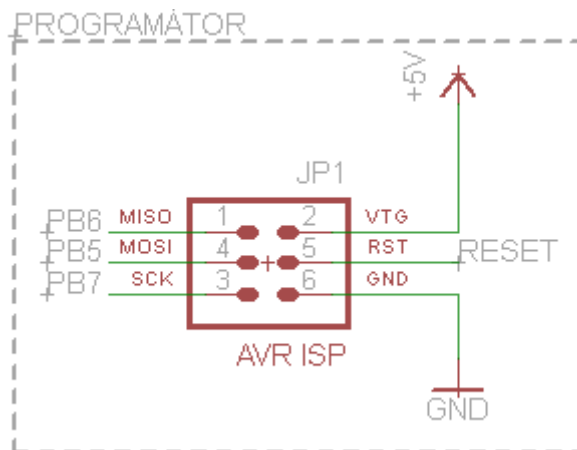 PROGRAMÁTOR
+5V
JP1
PB6 MISO 1 2 VTG
PB5 MOSI 4 5 RST RESET
PB7 SCK 3 6 GND
AVR ISP
GND